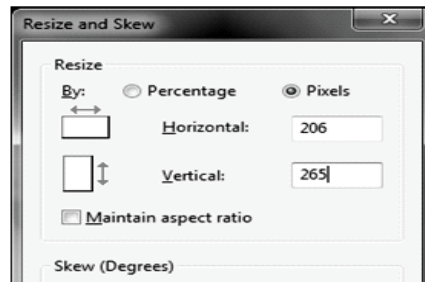 Resize and Skew
Resize
By: Percentage Pixels
Horizontal: 206
Vertical: 265
Maintain aspect ratio
Skew (Degrees)